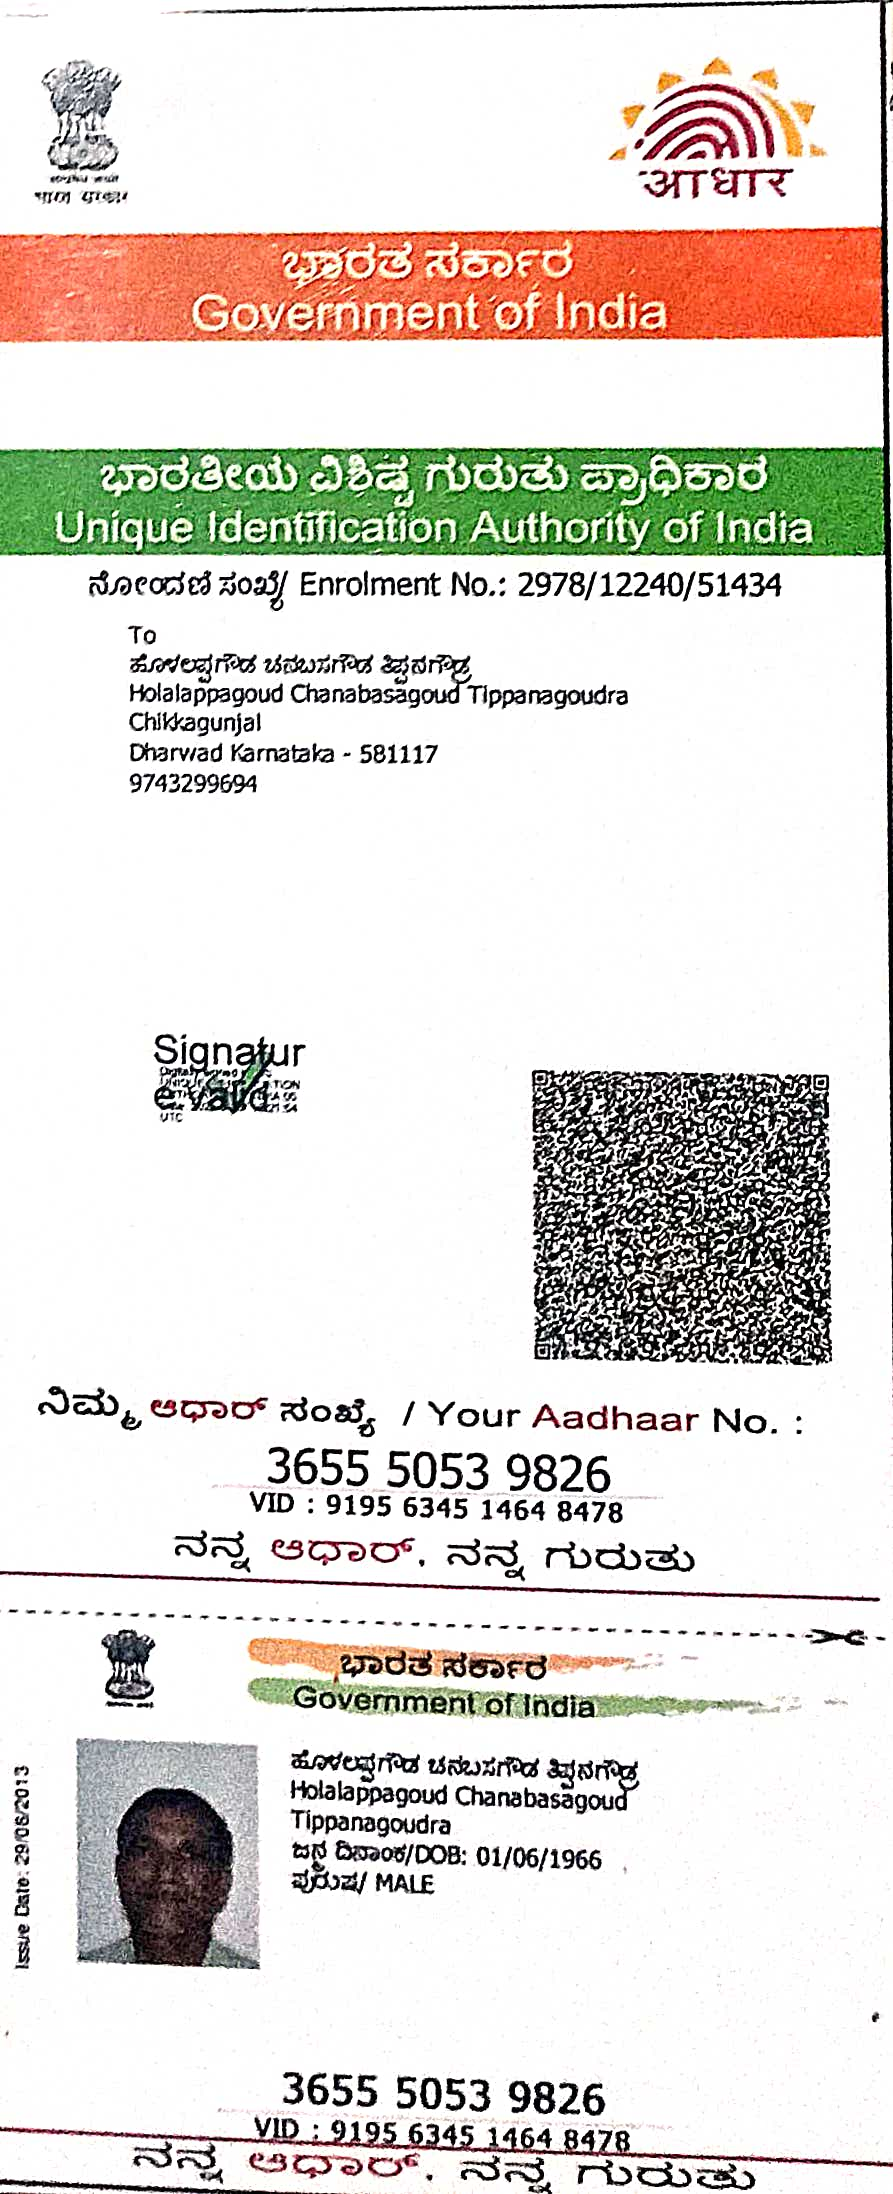 भारत सरकार
आधार
ಭಾರತ ಸರ್ಕಾರ
Government of India
ಭಾರತೀಯ ವಿಶಿಷ್ಟ ಗುರುತು ಪ್ರಾಧಿಕಾರ
Unique Identification Authority of India
ನೋಂದಣಿ ಸಂಖ್ಯೆ/ Enrolment No.: 2978/12240/51434
To
ಹೊಳಲಪ್ಪಗೌಡ ಚನಬಸಗೌಡ ತಿಪ್ಪನಗೌಡ್ರ
Holalappagoud Chanabasagoud Tippanagoudra
Chikkagunjal
Dharwad Karnataka - 581117
9743299694
Signatur
e valid
UTC
ನಿಮ್ಮ ಆಧಾರ್ ಸಂಖ್ಯೆ / Your Aadhaar No. :
3655 5053 9826
VID : 9195 6345 1464 8478
ನನ್ನ ಆಧಾರ್, ನನ್ನ ಗುರುತು
ಭಾರತ ಸರ್ಕಾರ
Government of India
Issue Date: 29/06/2013
ಹೊಳಲಪ್ಪಗೌಡ ಚನಬಸಗೌಡ ತಿಪ್ಪನಗೌಡ್ರ
Holalappagoud Chanabasagoud
Tippanagoudra
ಜನ್ಮ ದಿನಾಂಕ/DOB: 01/06/1966
ಪುರುಷ/ MALE
3655 5053 9826
VID : 9195 6345 1464 8478
ನನ್ನ ಆಧಾರ್, ನನ್ನ ಗುರುತು